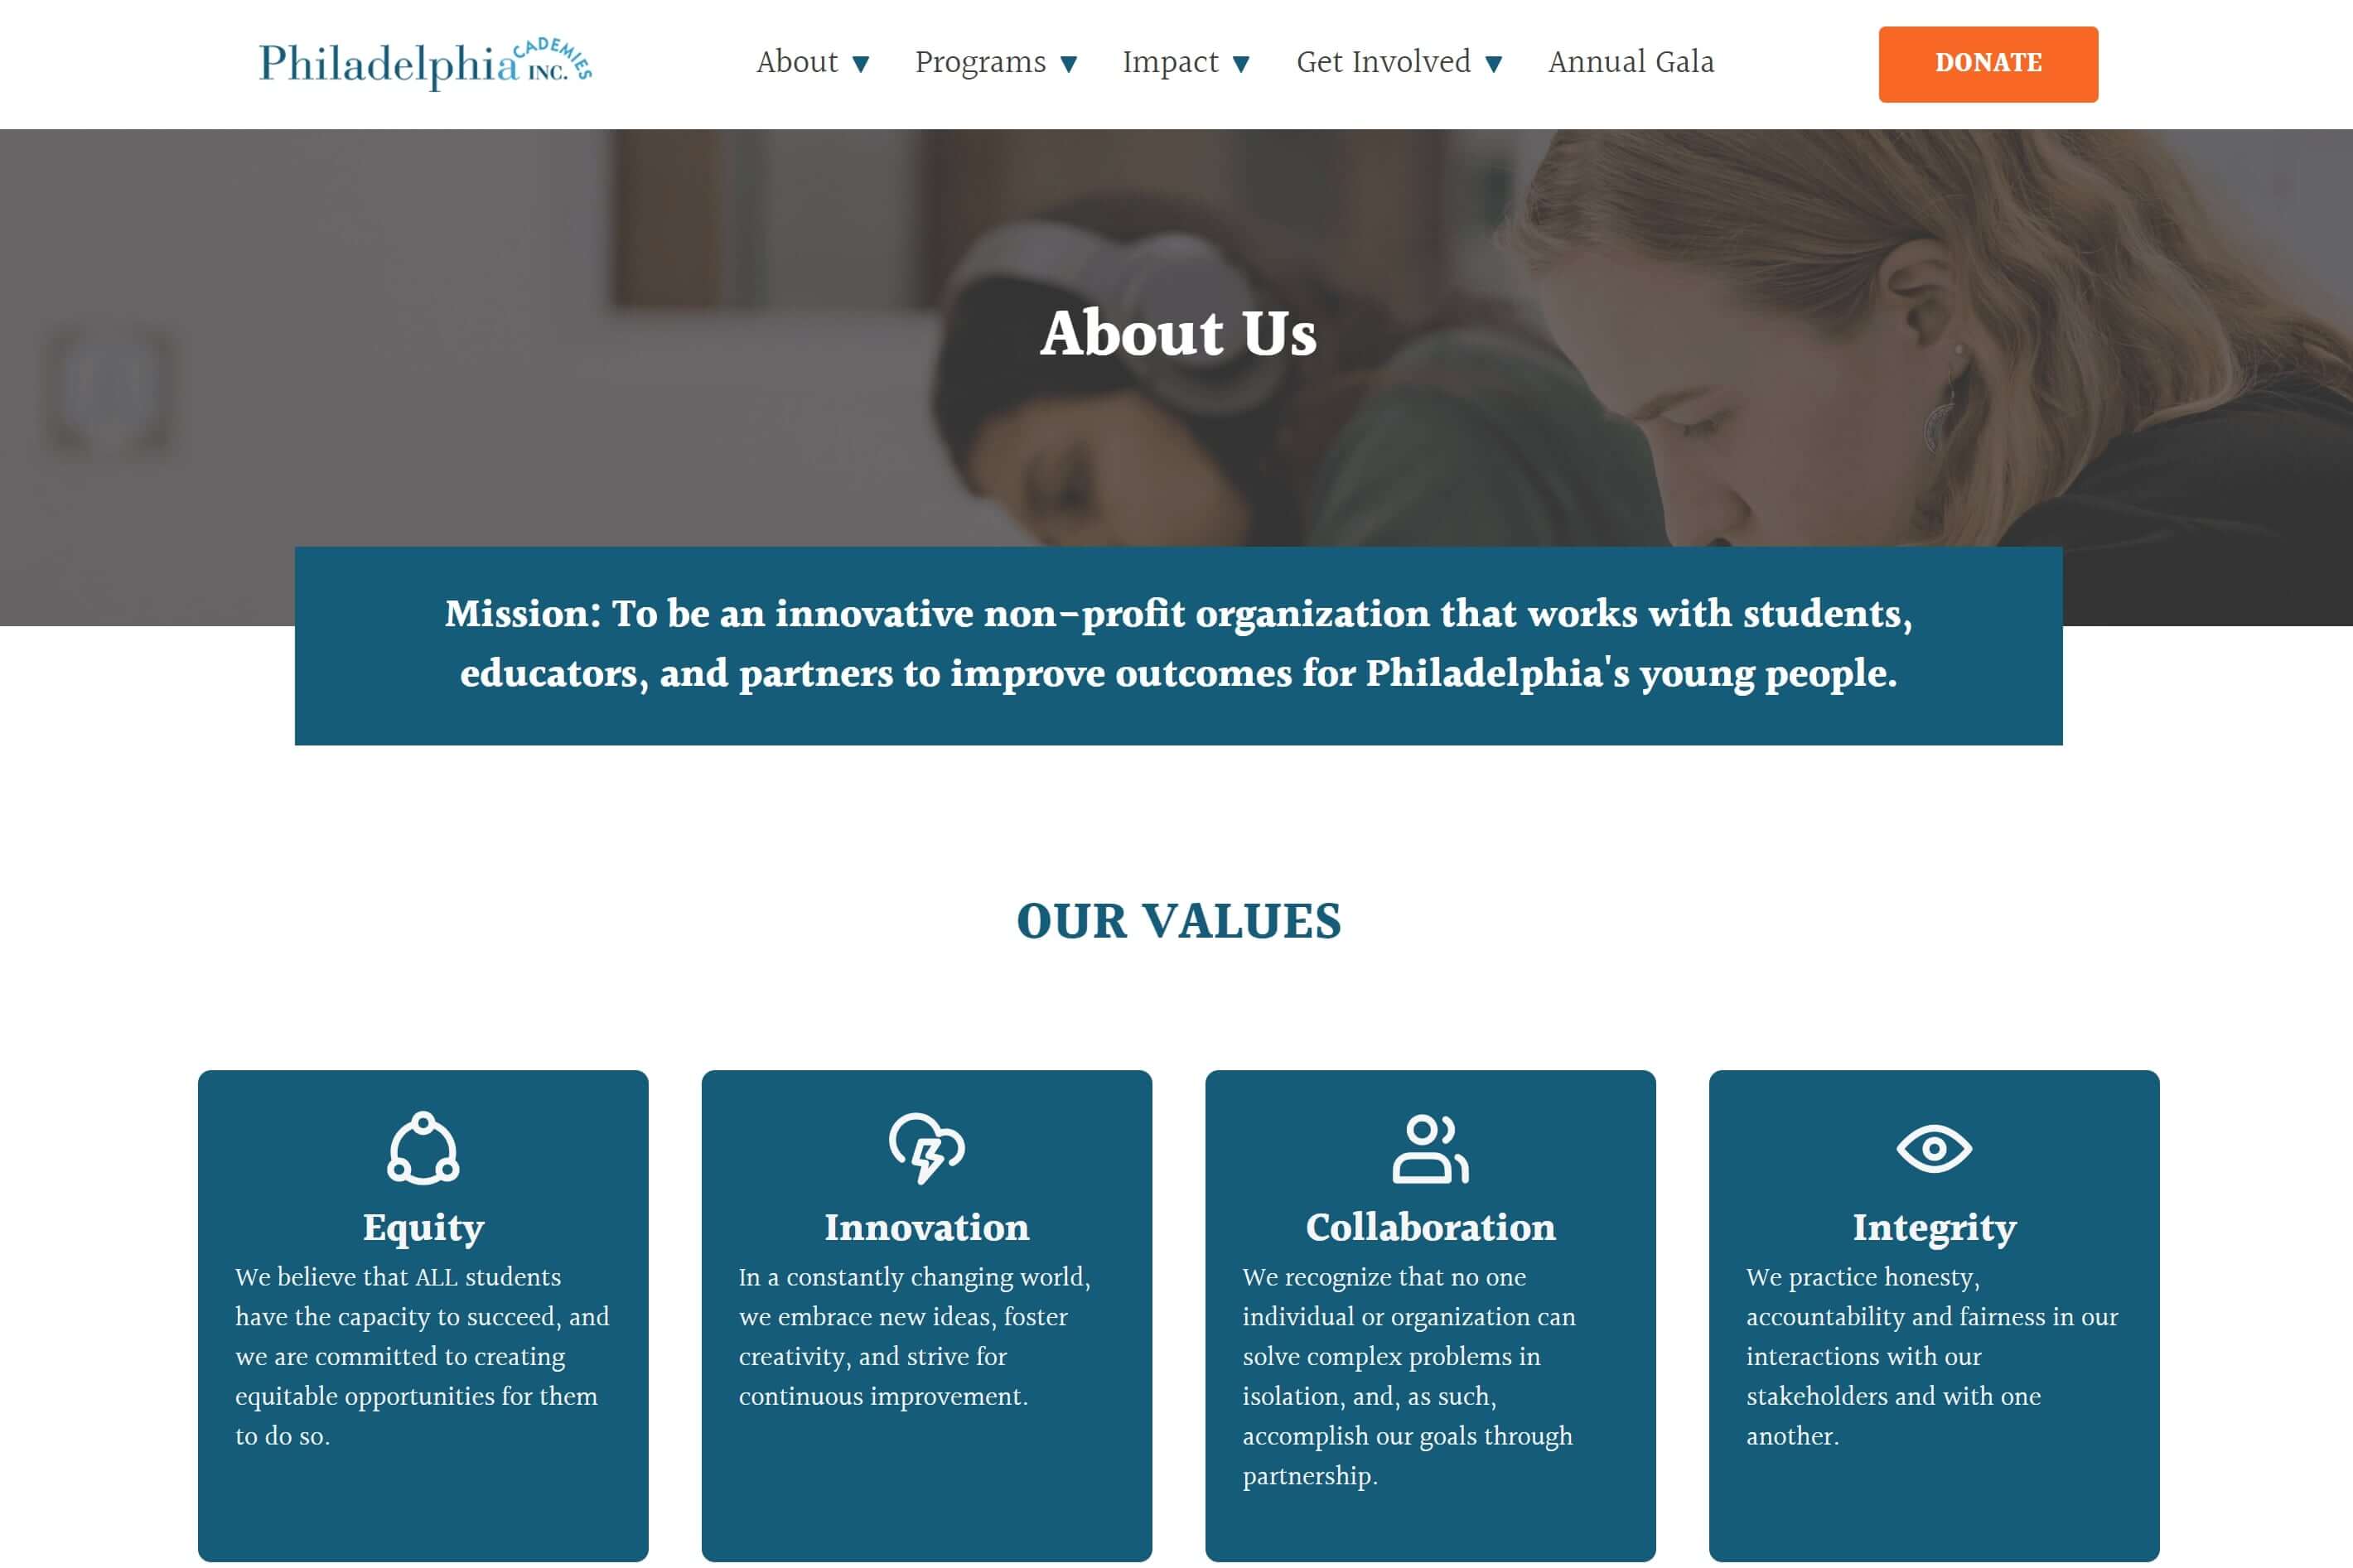 Philadelphia CADEMIES INC.
About ▼ Programs ▼ Impact ▼ Get Involved ▼ Annual Gala DONATE
About Us
Mission: To be an innovative non-profit organization that works with students,
educators, and partners to improve outcomes for Philadelphia's young people.
OUR VALUES
Equity
We believe that ALL students
have the capacity to succeed, and
we are committed to creating
equitable opportunities for them
to do so.
Innovation
In a constantly changing world,
we embrace new ideas, foster
creativity, and strive for
continuous improvement.
Collaboration
We recognize that no one
individual or organization can
solve complex problems in
isolation, and, as such,
accomplish our goals through
partnership.
Integrity
We practice honesty,
accountability and fairness in our
interactions with our
stakeholders and with one
another.